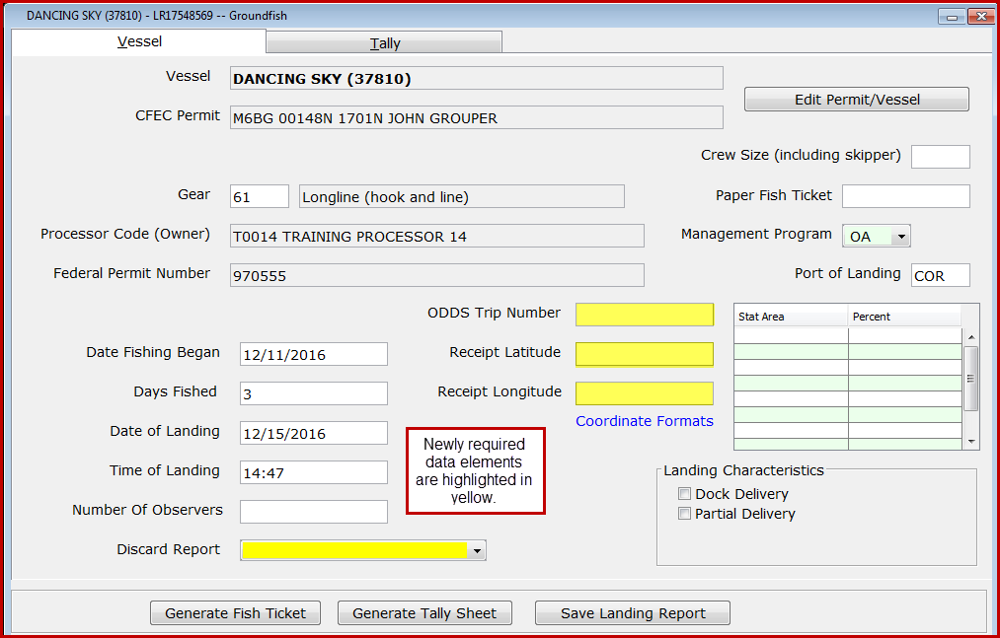 DANCING SKY (37810) - LR17548569 -- Groundfish
Vessel
Tally
Vessel
DANCING SKY (37810)
Edit Permit/Vessel
CFEC Permit
M6BG 00148N 1701N JOHN GROUPER
Crew Size (including skipper)
Gear
61
Longline (hook and line)
Paper Fish Ticket
Processor Code (Owner)
T0014 TRAINING PROCESSOR 14
Management Program
OA
Federal Permit Number
970555
Port of Landing
COR
ODDS Trip Number
Stat Area
Percent
Date Fishing Began
12/11/2016
Receipt Latitude
Days Fished
3
Receipt Longitude
Coordinate Formats
Date of Landing
12/15/2016
Newly required
data elements
are highlighted in
yellow.
Time of Landing
14:47
Landing Characteristics
Dock Delivery
Partial Delivery
Number Of Observers
Discard Report
Generate Fish Ticket
Generate Tally Sheet
Save Landing Report